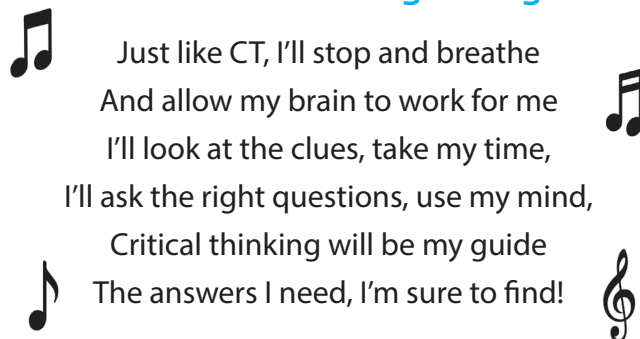 Just like CT, I'll stop and breathe
And allow my brain to work for me
I'll look at the clues, take my time,
I'll ask the right questions, use my mind,
Critical thinking will be my guide
The answers I need, I'm sure to find!